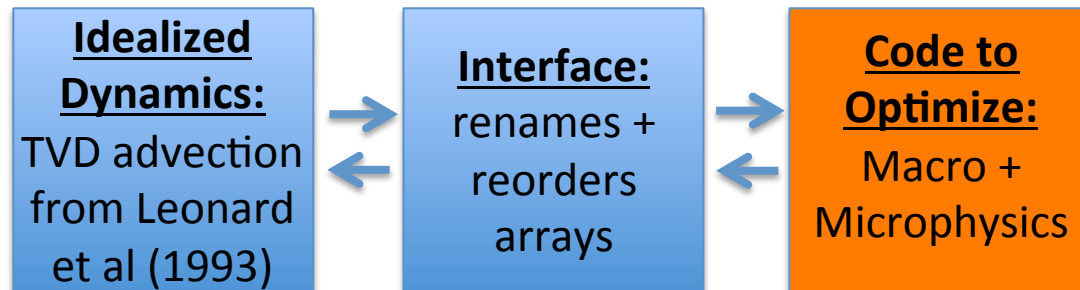 Idealized
Dynamics:
TVD advection
from Leonard
et al (1993)
Interface:
renames +
reorders
arrays
Code to
Optimize:
Macro +
Microphysics